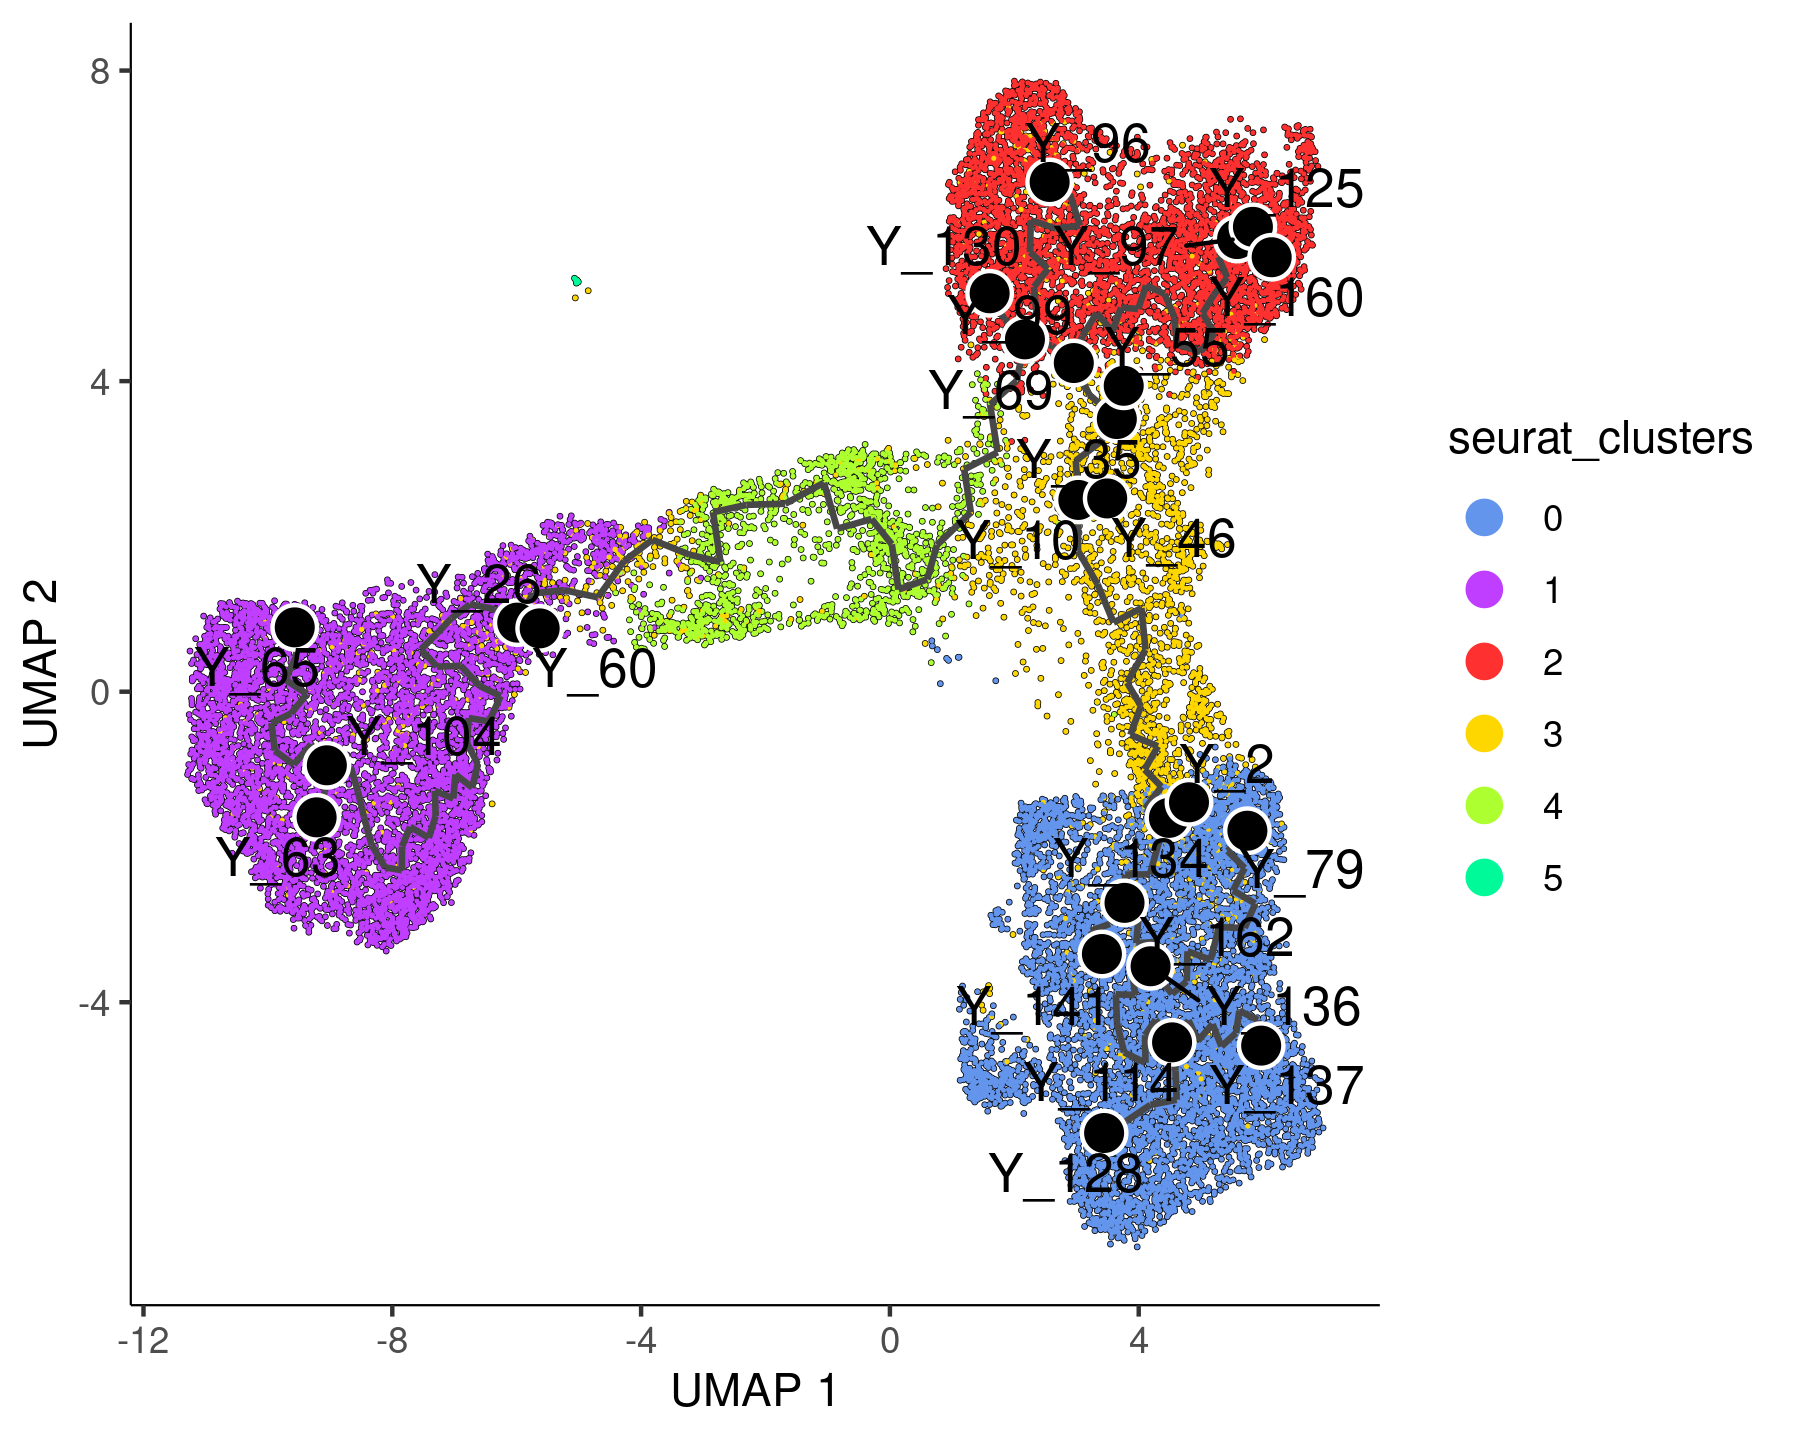 8
4
0
-4
-12
-8
-4
0
4
UMAP 1
UMAP 2
Y_96
Y_125
Y_130
Y_97
Y_160
Y_99
Y_55
Y_69
Y_35
Y_10
Y_46
Y_26
Y_60
Y_65
Y_104
Y_63
Y_2
Y_134
Y_79
Y_162
Y_141
Y_136
Y_114
Y_137
Y_128
seurat_clusters
0
1
2
3
4
5